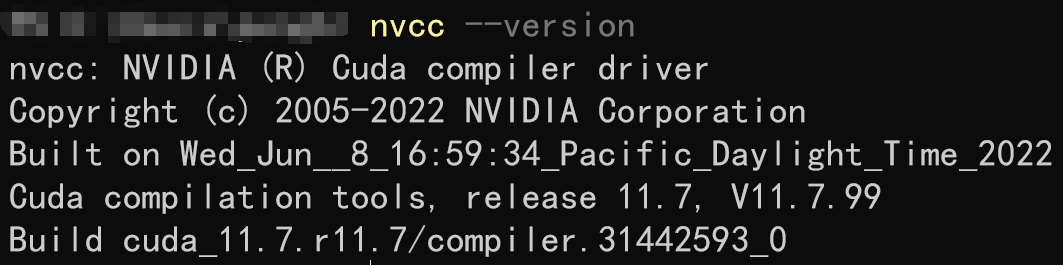 nvcc --version
nvcc: NVIDIA (R) Cuda compiler driver
Copyright (c) 2005-2022 NVIDIA Corporation
Built on Wed_Jun__8_16:59:34_Pacific_Daylight_Time_2022
Cuda compilation tools, release 11.7, V11.7.99
Build cuda_11.7.r11.7/compiler.31442593_0